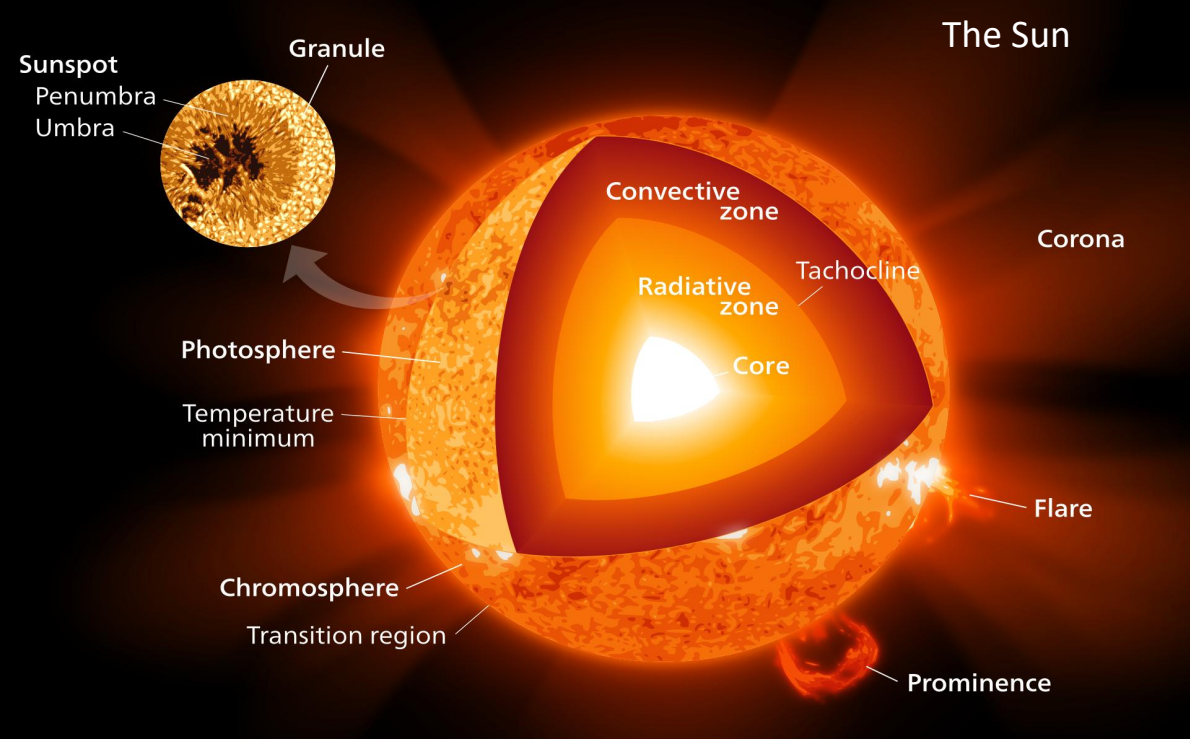 The Sun
Granule
Sunspot
Penumbra
Umbra
Convective
zone
Corona
Tachocline
Radiative
zone
Photosphere
Core
Temperature
minimum
Flare
Chromosphere
Transition region
Prominence